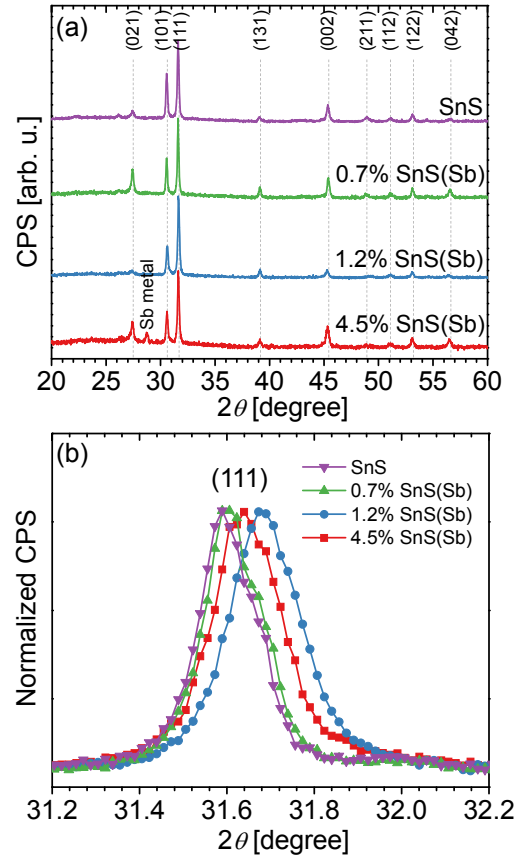 (a)
(021)
(101)
(111)
(131)
(002)
(211)
(112)
(122)
(042)
SnS
0.7% SnS(Sb)
1.2% SnS(Sb)
Sb metal
4.5% SnS(Sb)
CPS [arb. u.]
20 25 30 35 40 45 50 55 60
2θ [degree]
(b)
(111)
SnS
0.7% SnS(Sb)
1.2% SnS(Sb)
4.5% SnS(Sb)
Normalized CPS
31.2 31.4 31.6 31.8 32.0 32.2
2θ [degree]